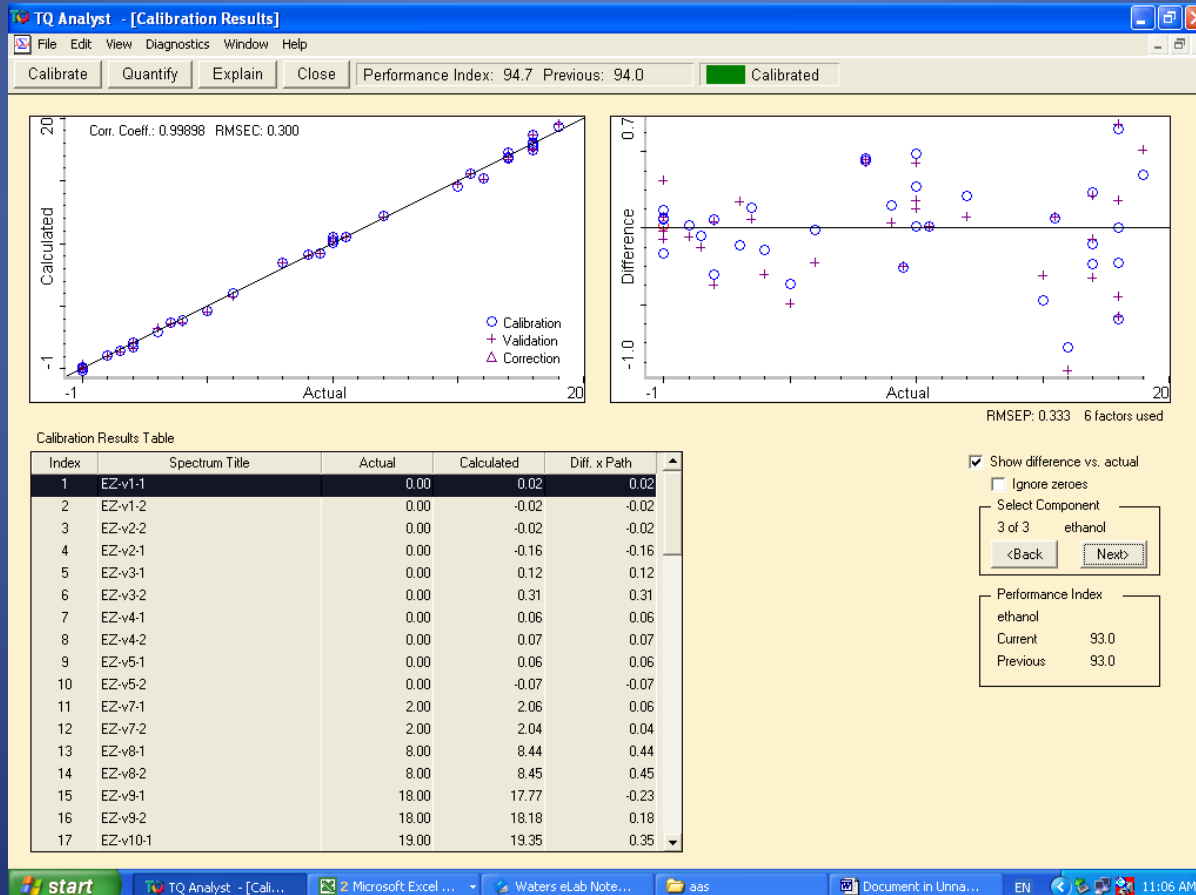 TQ Analyst - [Calibration Results]
File Edit View Diagnostics Window Help
Calibrate Quantify Explain Close Performance Index: 94.7 Previous: 94.0 Calibrated
20
Corr. Coeff.: 0.99898 RMSEC: 0.300
Calculated
Calibration
Validation
Correction
-1
-1 Actual 20
0.7
Difference
-1.0
-1 Actual 20
RMSEP: 0.333 6 factors used
Calibration Results Table
Index Spectrum Title Actual Calculated Diff. x Path
1 EZ-v1-1 0.00 0.02 0.02
2 EZ-v1-2 0.00 -0.02 -0.02
3 EZ-v2-2 0.00 -0.02 -0.02
4 EZ-v2-1 0.00 -0.16 -0.16
5 EZ-v3-1 0.00 0.12 0.12
6 EZ-v3-2 0.00 0.31 0.31
7 EZ-v4-1 0.00 0.06 0.06
8 EZ-v4-2 0.00 0.07 0.07
9 EZ-v5-1 0.00 0.06 0.06
10 EZ-v5-2 0.00 -0.07 -0.07
11 EZ-v7-1 2.00 2.06 0.06
12 EZ-v7-2 2.00 2.04 0.04
13 EZ-v8-1 8.00 8.44 0.44
14 EZ-v8-2 8.00 8.45 0.45
15 EZ-v9-1 18.00 17.77 -0.23
16 EZ-v9-2 18.00 18.18 0.18
17 EZ-v10-1 19.00 19.35 0.35
Show difference vs. actual
Ignore zeroes
Select Component
3 of 3 ethanol
<Back Next>
Performance Index
ethanol
Current 93.0
Previous 93.0
start TQ Analyst - [Cali... 2 Microsoft Excel ... Waters eLab Note... aas Document in Unna... EN 11:06 AM